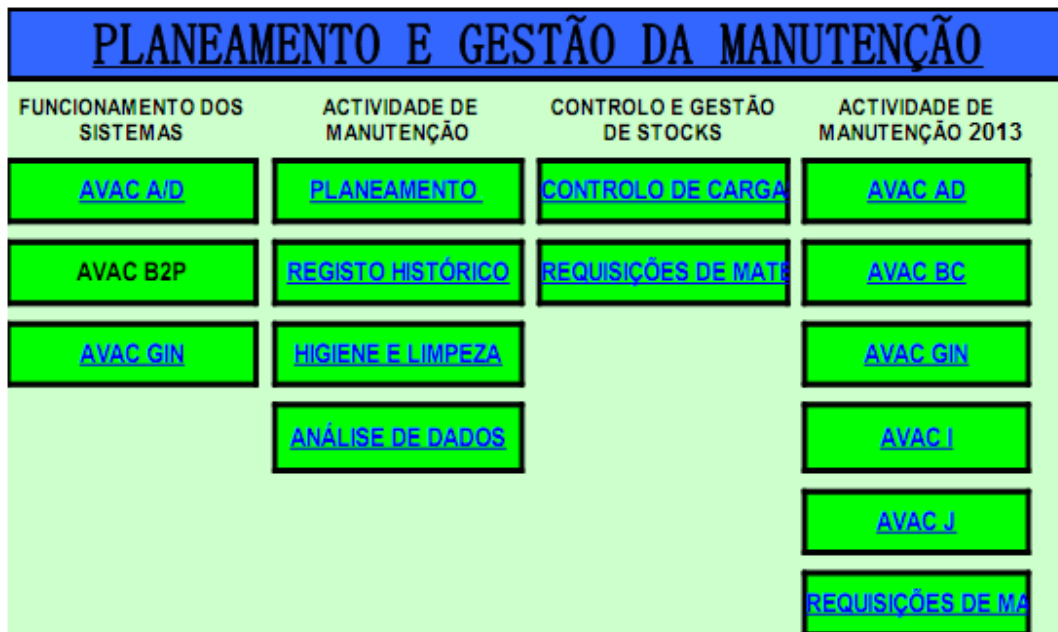 PLANEAMENTO E GESTÃO DA MANUTENÇÃO
FUNCIONAMENTO DOS
SISTEMAS
AVAC A/D
AVAC B2P
AVAC GIN
ACTIVIDADE DE
MANUTENÇÃO
PLANEAMENTO
REGISTO HISTÓRICO
HIGIENE E LIMPEZA
ANÁLISE DE DADOS
CONTROLO E GESTÃO
DE STOCKS
CONTROLO DE CARGA
REQUISIÇÕES DE MATE
ACTIVIDADE DE
MANUTENÇÃO 2013
AVAC AD
AVAC BC
AVAC GIN
AVAC I
AVAC J
REQUISIÇÕES DE MA